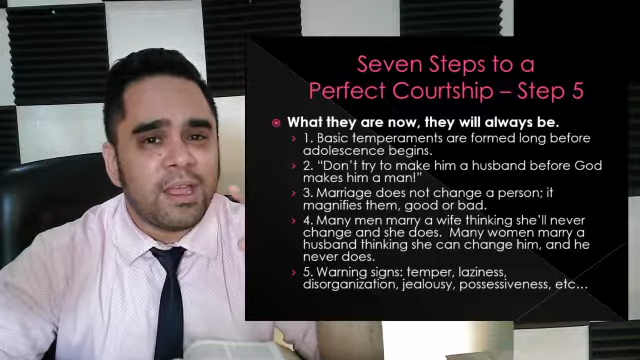 Seven Steps to a
Perfect Courtship – Step 5
What they are now, they will always be.
1. Basic temperaments are formed long before
adolescence begins.
2. "Don't try to make him a husband before God
makes him a man!"
3. Marriage does not change a person; it
magnifies them, good or bad.
4. Many men marry a wife thinking she'll never
change and she does. Many women marry a
husband thinking she can change him, and he
never does.
5. Warning signs: temper, laziness,
disorganization, jealousy, possessiveness, etc…